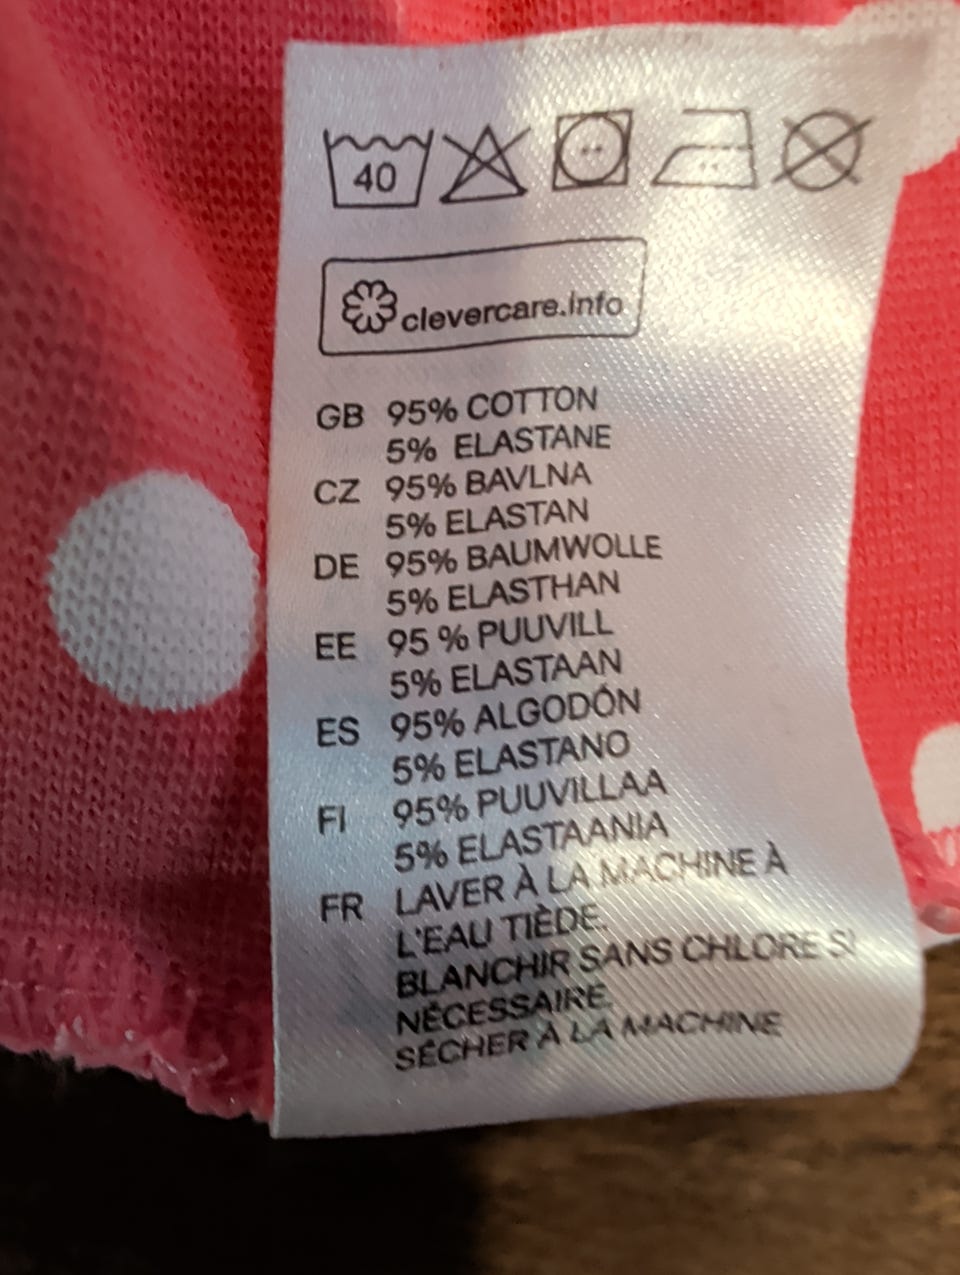 40
clevercare.info
GB 95% COTTON
5% ELASTANE
CZ 95% BAVLNA
5% ELASTAN
DE 95% BAUMWOLLE
5% ELASTHAN
EE 95 % PUUVILL
5% ELASTAAN
ES 95% ALGODÓN
5% ELASTANO
FI 95% PUUVILLAA
5% ELASTAANIA
FR LAVER À LA MACHINE À
L'EAU TIÈDE.
BLANCHIR SANS CHLORE SI
NÉCESSAIRE.
SÉCHER À LA MACHINE